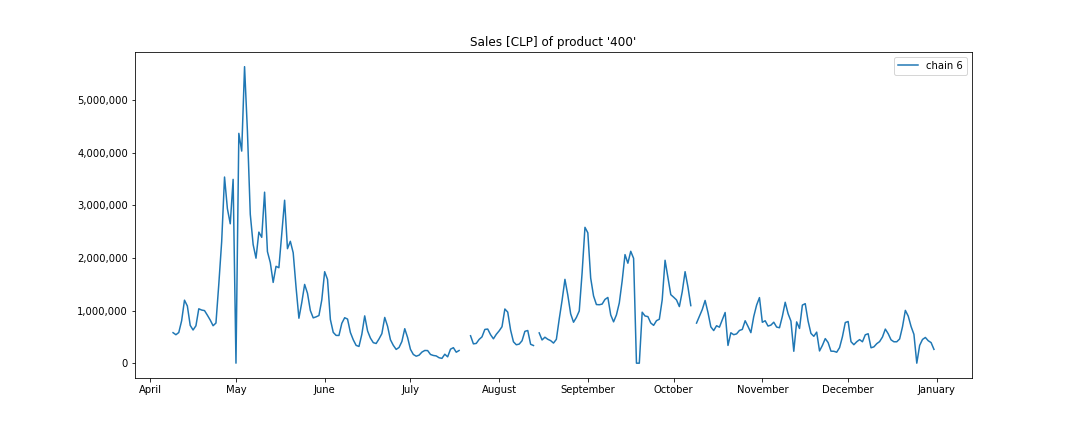 Sales [CLP] of product '400'
chain 6
5,000,000
4,000,000
3,000,000
2,000,000
1,000,000
0
April May June July August September October November December January